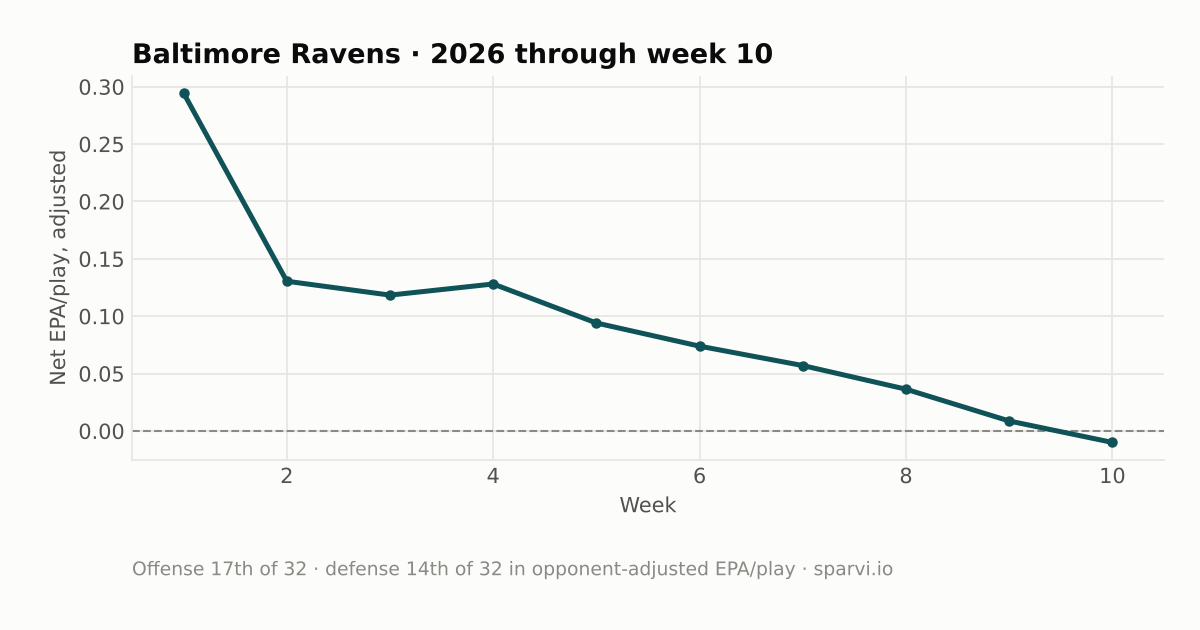 Baltimore Ravens · 2026 through week 10
0.30
0.25
0.20
0.15
0.10
0.05
0.00
Net EPA/play, adjusted
2 4 6 8 10
Week
Offense 17th of 32 · defense 14th of 32 in opponent-adjusted EPA/play · sparvi.io